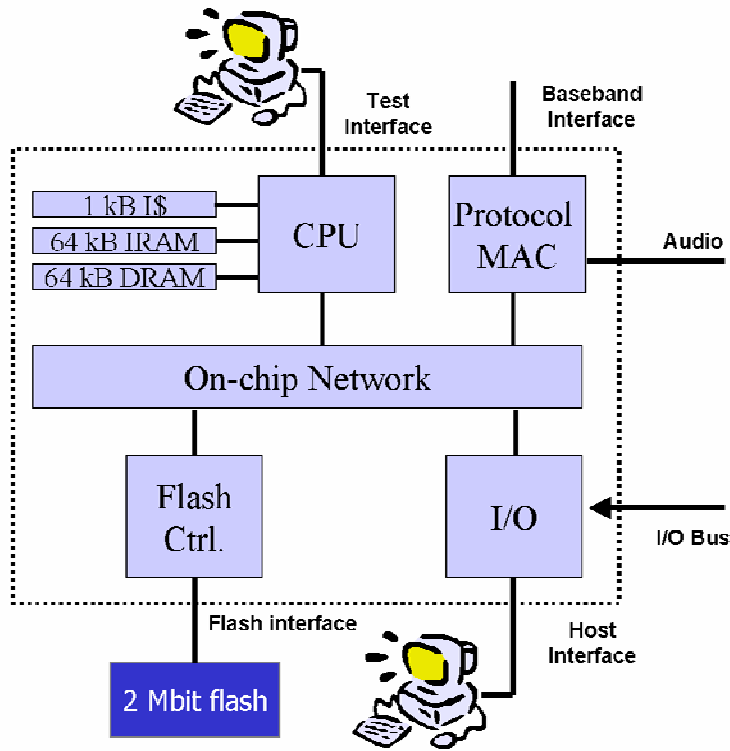 Test
Interface
Baseband
Interface
1 kB I$
64 kB IRAM
64 kB DRAM
CPU
Protocol
MAC
Audio
On-chip Network
Flash
Ctrl.
I/O
I/O Bus
Flash interface
Host
Interface
2 Mbit flash